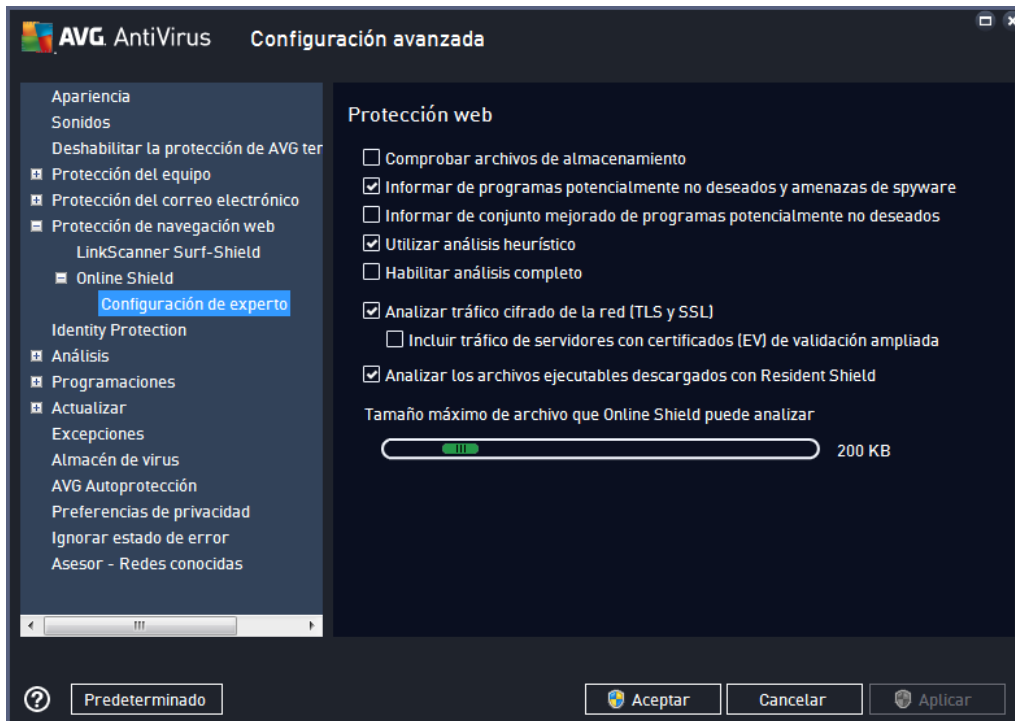 AVG. AntiVirus Configuración avanzada
Apariencia
Sonidos
Deshabilitar la protección de AVG ter
Protección del equipo
Protección del correo electrónico
Protección de navegación web
LinkScanner Surf-Shield
Online Shield
Configuración de experto
Identity Protection
Análisis
Programaciones
Actualizar
Excepciones
Almacén de virus
AVG Autoprotección
Preferencias de privacidad
Ignorar estado de error
Asesor - Redes conocidas
Protección web
Comprobar archivos de almacenamiento
Informar de programas potencialmente no deseados y amenazas de spyware
Informar de conjunto mejorado de programas potencialmente no deseados
Utilizar análisis heurístico
Habilitar análisis completo
Analizar tráfico cifrado de la red (TLS y SSL)
Incluir tráfico de servidores con certificados (EV) de validación ampliada
Analizar los archivos ejecutables descargados con Resident Shield
Tamaño máximo de archivo que Online Shield puede analizar
200 KB
? Predeterminado Aceptar Cancelar Aplicar